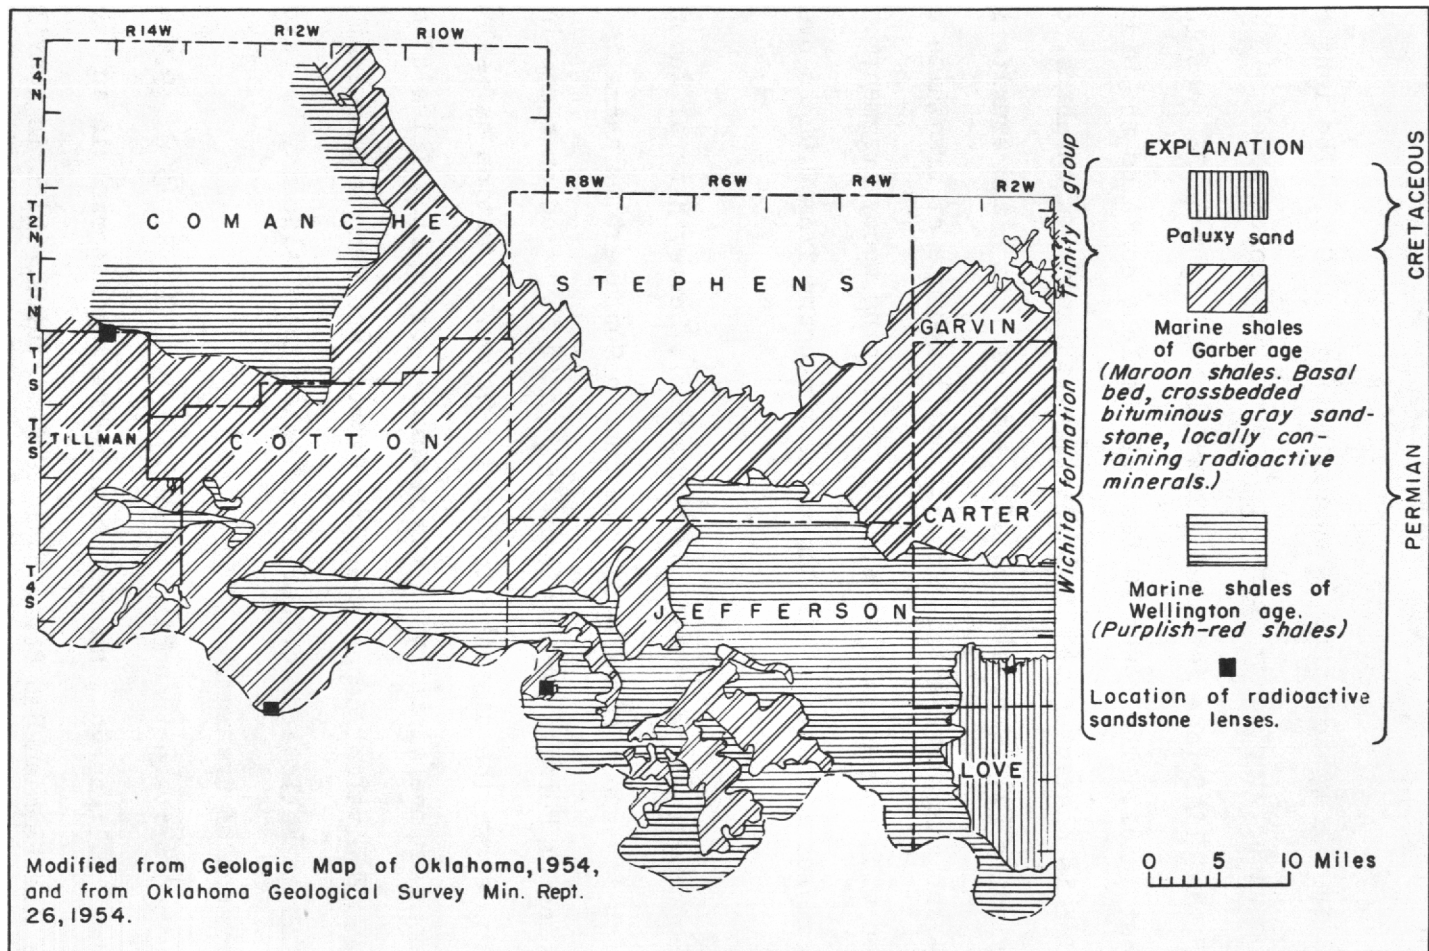 R14W R12W R10W
T4N
T2N
T1N
T1S
T2S
T4S
R8W R6W R4W R2W
COMANCHE
STEPHENS
GARVIN
TILLMAN
COTTON
CARTER
JEFFERSON
LOVE
EXPLANATION
Paluxy sand
Marine shales
of Garber age
(Maroon shales. Basal
bed, crossbedded
bituminous gray sand-
stone, locally con-
taining radioactive
minerals.)
Marine shales of
Wellington age.
(Purplish-red shales)
Location of radioactive
sandstone lenses.
Trinity group
Wichita formation
CRETACEOUS
PERMIAN
0 5 10 Miles
Modified from Geologic Map of Oklahoma, 1954,
and from Oklahoma Geological Survey Min. Rept.
26, 1954.